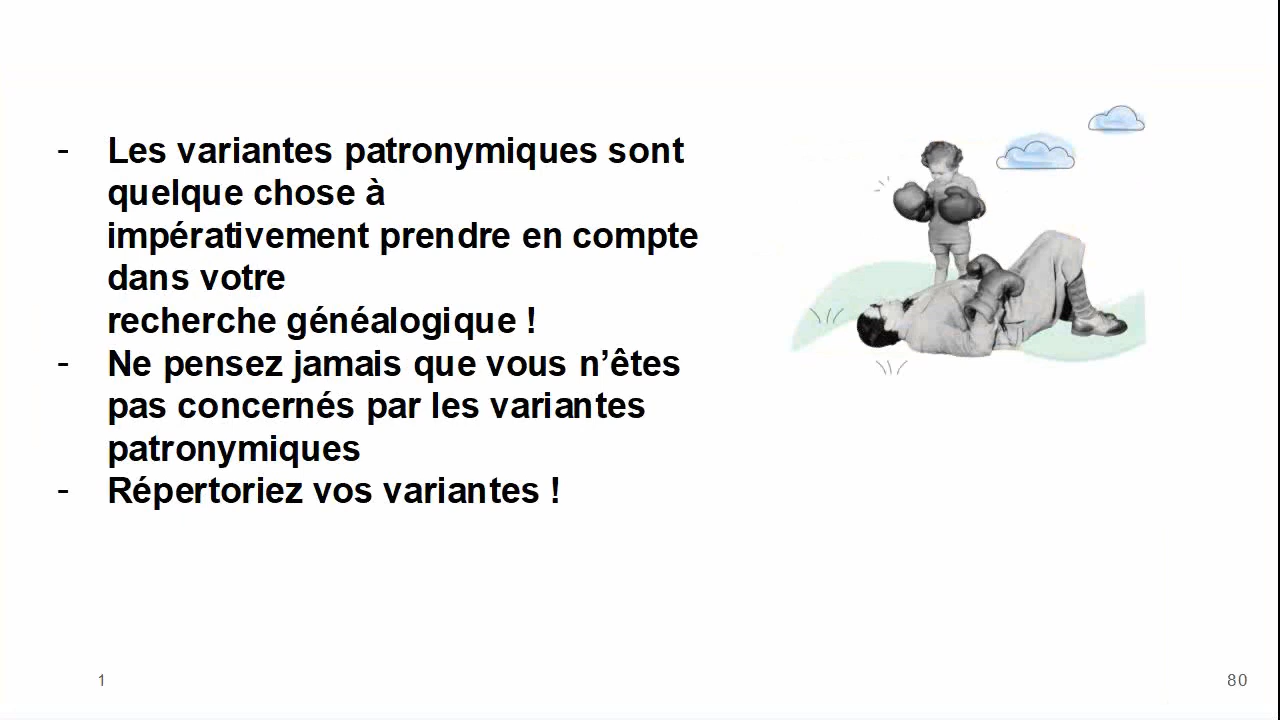 - Les variantes patronymiques sont
quelque chose à
impérativement prendre en compte
dans votre
recherche généalogique !
- Ne pensez jamais que vous n’êtes
pas concernés par les variantes
patronymiques
- Répertoriez vos variantes !
1
80